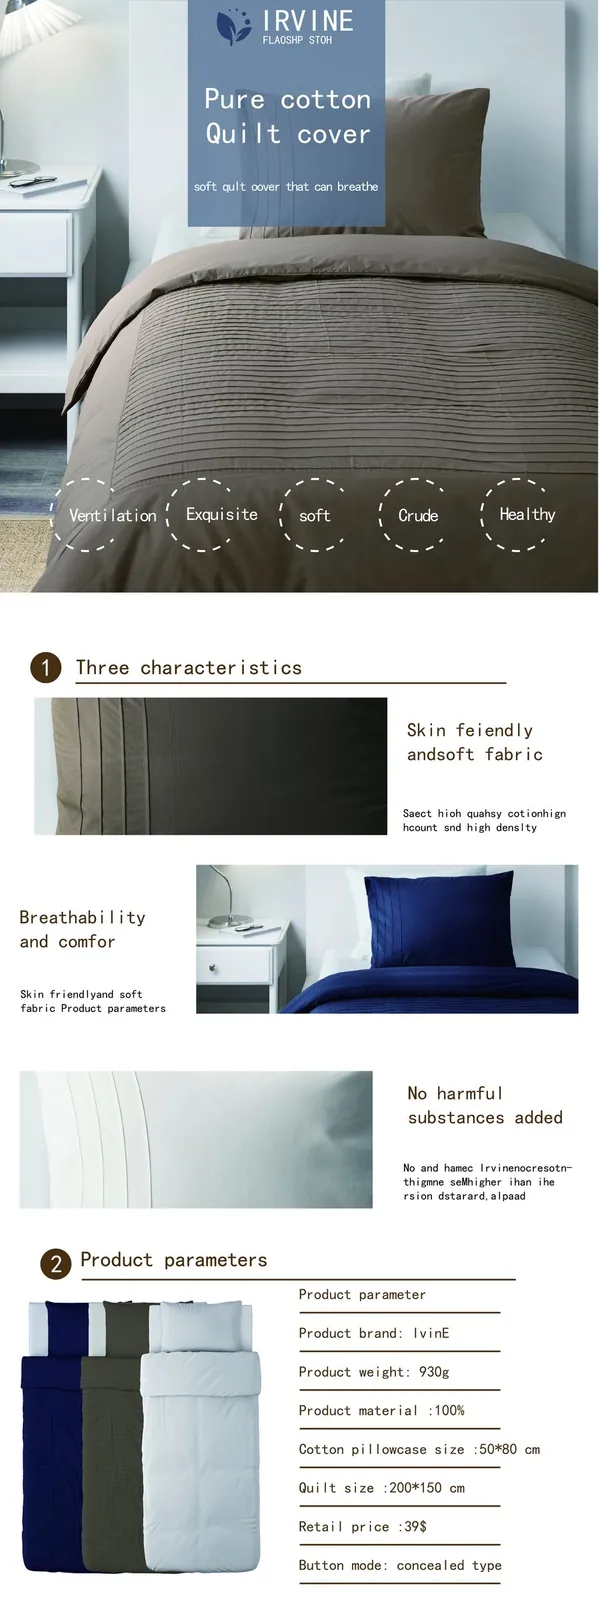 IRVINE
FLAOSHP STOH
Pure cotton
Quilt cover
soft qult oover that can breathe
Ventilation
Exquisite
soft
Crude
Healthy
1 Three characteristics
Skin feiendly
andsoft fabric
Saect hioh quahsy cotionhign
hcount snd high denslty
Breathability
and comfor
Skin friendlyand soft
fabric Product parameters
No harmful
substances added
No and hamec lrvinenocresotn-
thigmne seMhigher ihan ihe
rsion dstarard,alpaad
2 Product parameters
Product parameter
Product brand: lvinE
Product weight: 930g
Product material :100%
Cotton pillowcase size :50*80 cm
Quilt size :200*150 cm
Retail price :39$
Button mode: concealed type